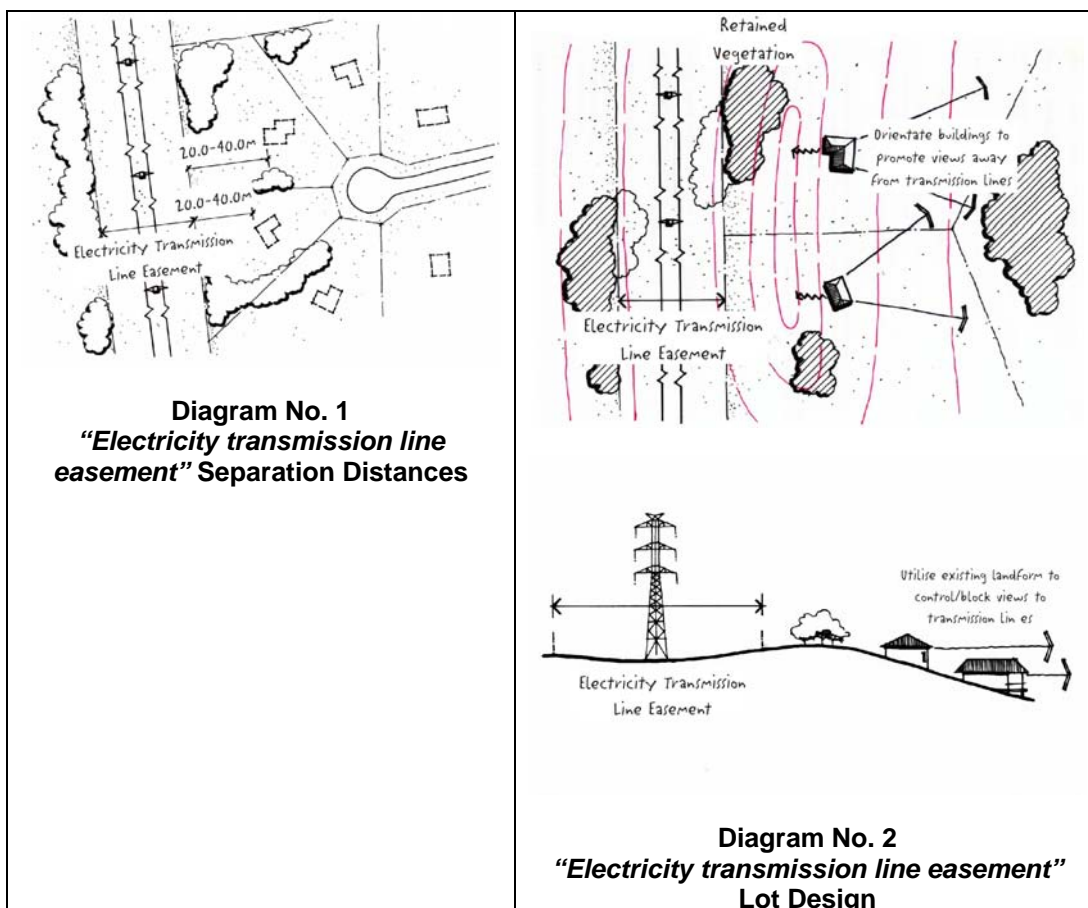 20.0-40.0m
20.0-40.0m
Electricity Transmission
Line Easement
Diagram No. 1
“Electricity transmission line
easement” Separation Distances
Retained
Vegetation
Orientate buildings to
promote views away
from transmission lines
Electricity Transmission
Line Easement
Utilise existing landform to
control/block views to
transmission lin es
Electricity Transmission
Line Easement
Diagram No. 2
“Electricity transmission line easement”
Lot Design